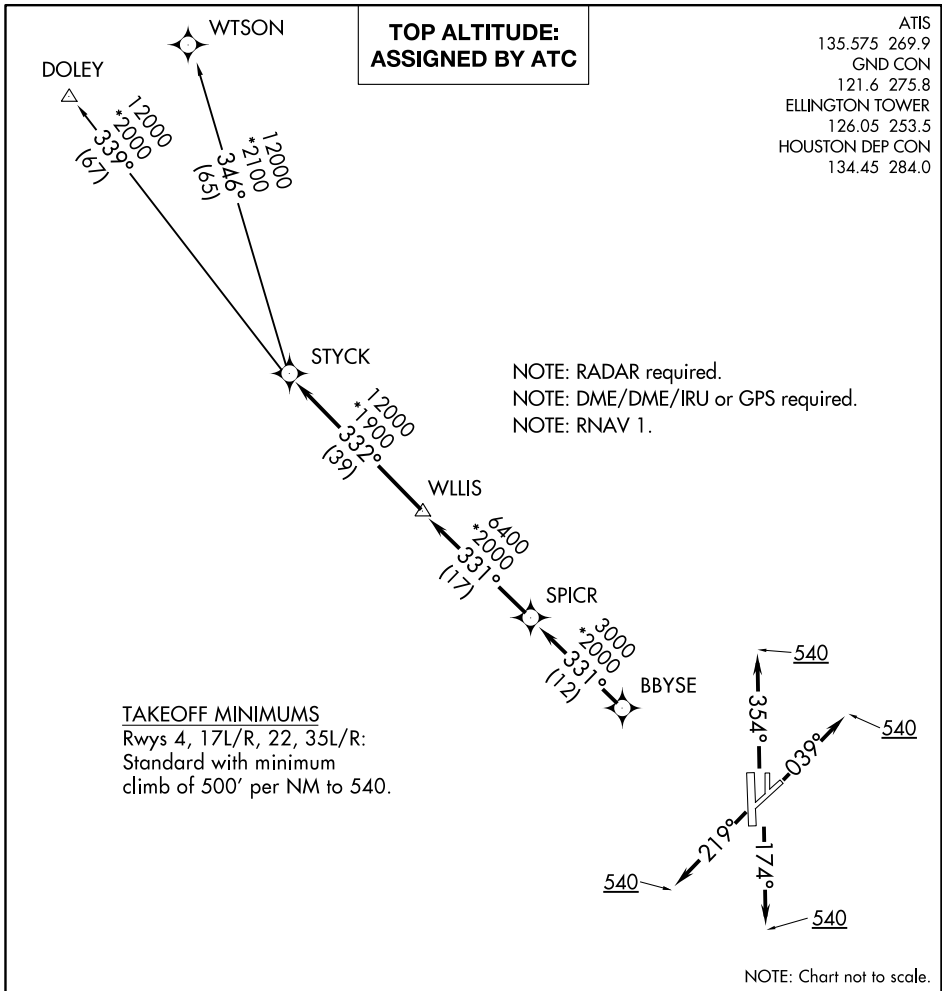 TOP ALTITUDE:
ASSIGNED BY ATC
ATIS
135.575 269.9
GND CON
121.6 275.8
ELLINGTON TOWER
126.05 253.5
HOUSTON DEP CON
134.45 284.0
WTSON
DOLEY
12000
*2000
339°
(67)
12000
*2100
346°
(65)
STYCK
NOTE: RADAR required.
NOTE: DME/DME/IRU or GPS required.
NOTE: RNAV 1.
12000
*1900
332°
(39)
WLLIS
6400
*2000
331°
(17)
SPICR
3000
*2000
331°
(12)
BBYSE
TAKEOFF MINIMUMS
Rwys 4, 17L/R, 22, 35L/R:
Standard with minimum
climb of 500' per NM to 540.
540
354°
540
039°
219°
540
174°
540
NOTE: Chart not to scale.